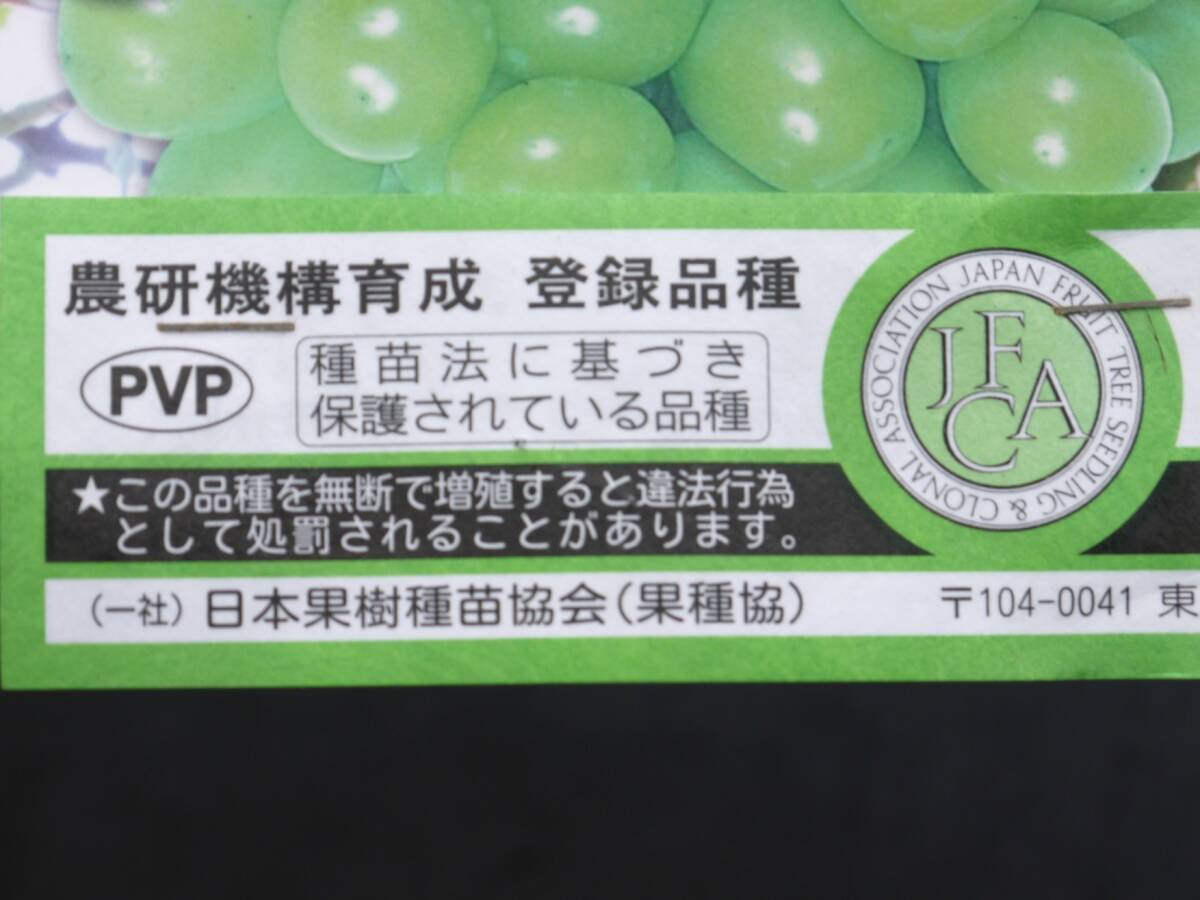 農研機構育成 登録品種
PVP
種苗法に基づき
保護されている品種
★この品種を無断で増殖すると違法行為
として処罰されることがあります。
JAPAN FRUIT TREE SEEDLING & CLONAL ASSOCIATION
JFCA
（一社）日本果樹種苗協会（果種協）
〒104-0041 東